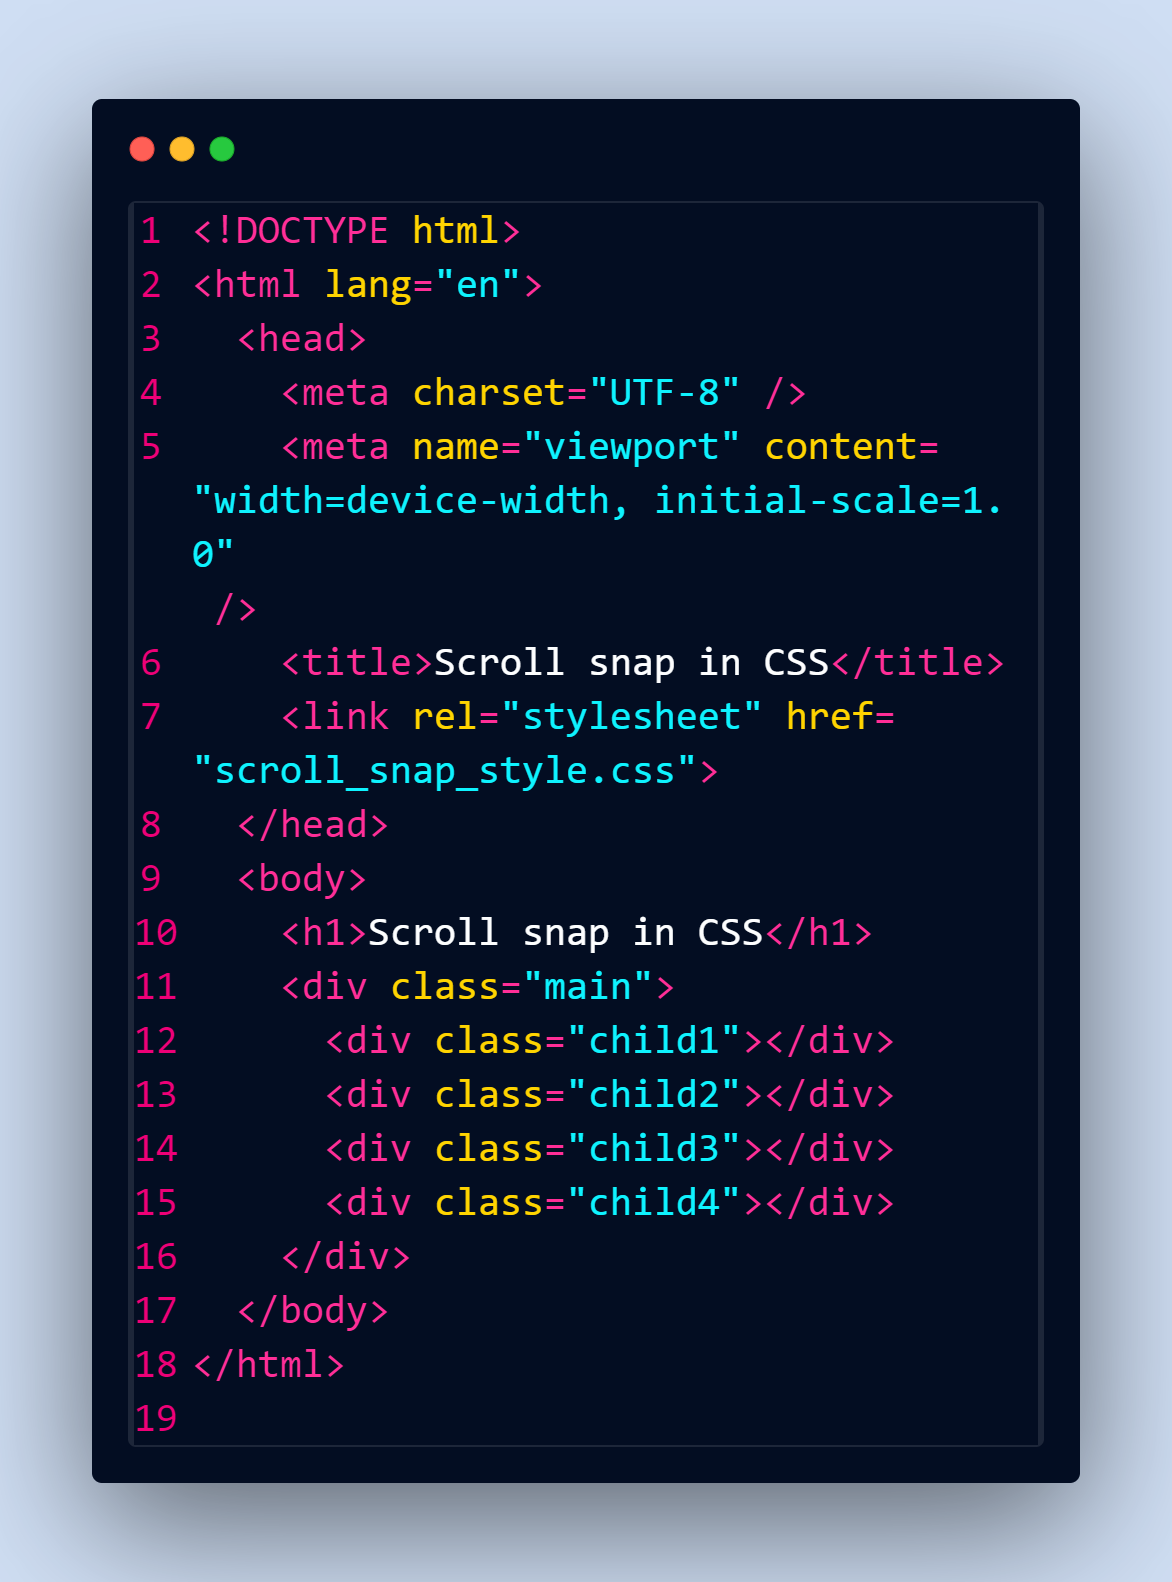 1 <!DOCTYPE html>
2 <html lang="en">
3   <head>
4     <meta charset="UTF-8" />
5     <meta name="viewport" content=
"width=device-width, initial-scale=1.
0"
 />
6     <title>Scroll snap in CSS</title>
7     <link rel="stylesheet" href=
"scroll_snap_style.css">
8   </head>
9   <body>
10     <h1>Scroll snap in CSS</h1>
11     <div class="main">
12       <div class="child1"></div>
13       <div class="child2"></div>
14       <div class="child3"></div>
15       <div class="child4"></div>
16     </div>
17   </body>
18 </html>
19